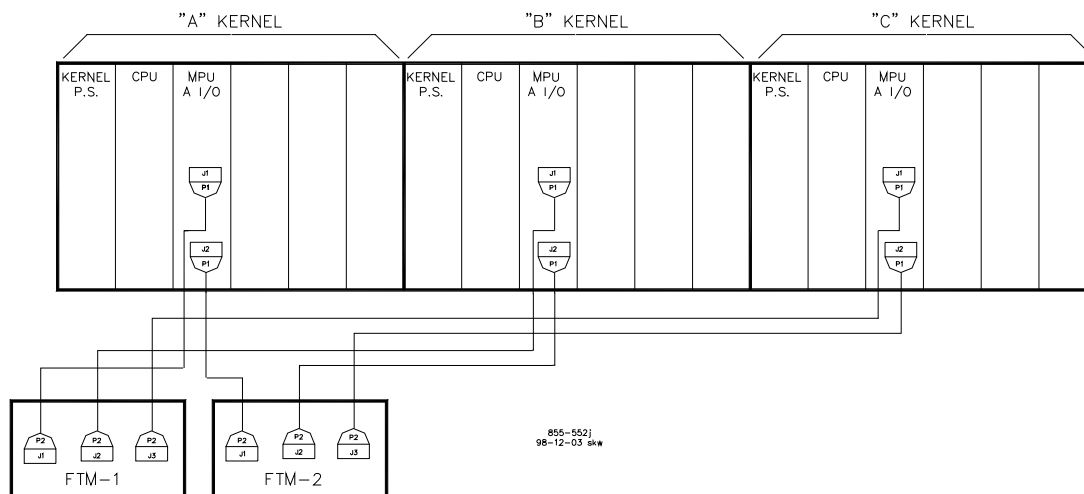 "A" KERNEL
"B" KERNEL
"C" KERNEL
KERNEL P.S.
CPU
MPU A I/O
KERNEL P.S.
CPU
MPU A I/O
KERNEL P.S.
CPU
MPU A I/O
J1
P1
J1
P1
J1
P1
J2
P1
J2
P1
J2
P1
P2
J1
P2
J2
P2
J3
P2
J1
P2
J2
P2
J3
FTM-1
FTM-2
855-552j
98-12-03 skw